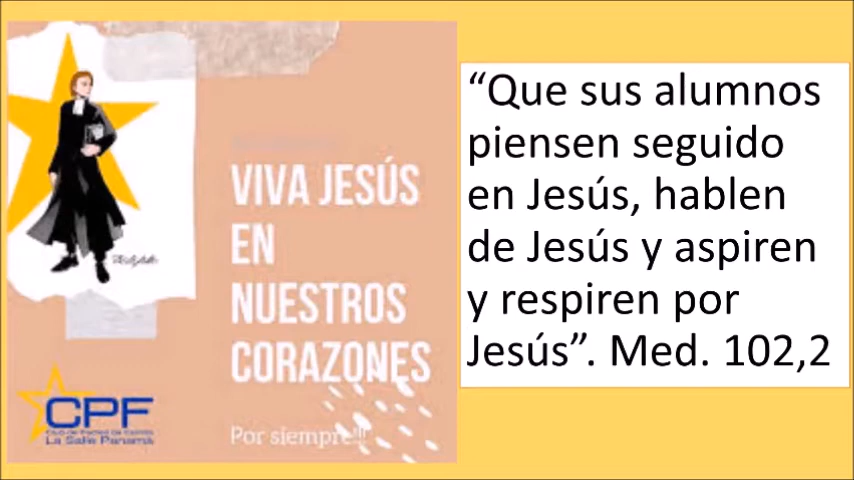 VIVA JESÚS
EN
NUESTROS
CORAZONES
Por siempre!!!
CPF
La Salle Panamá
“Que sus alumnos
piensen seguido
en Jesús, hablen
de Jesús y aspiren
y respiren por
Jesús”. Med. 102,2